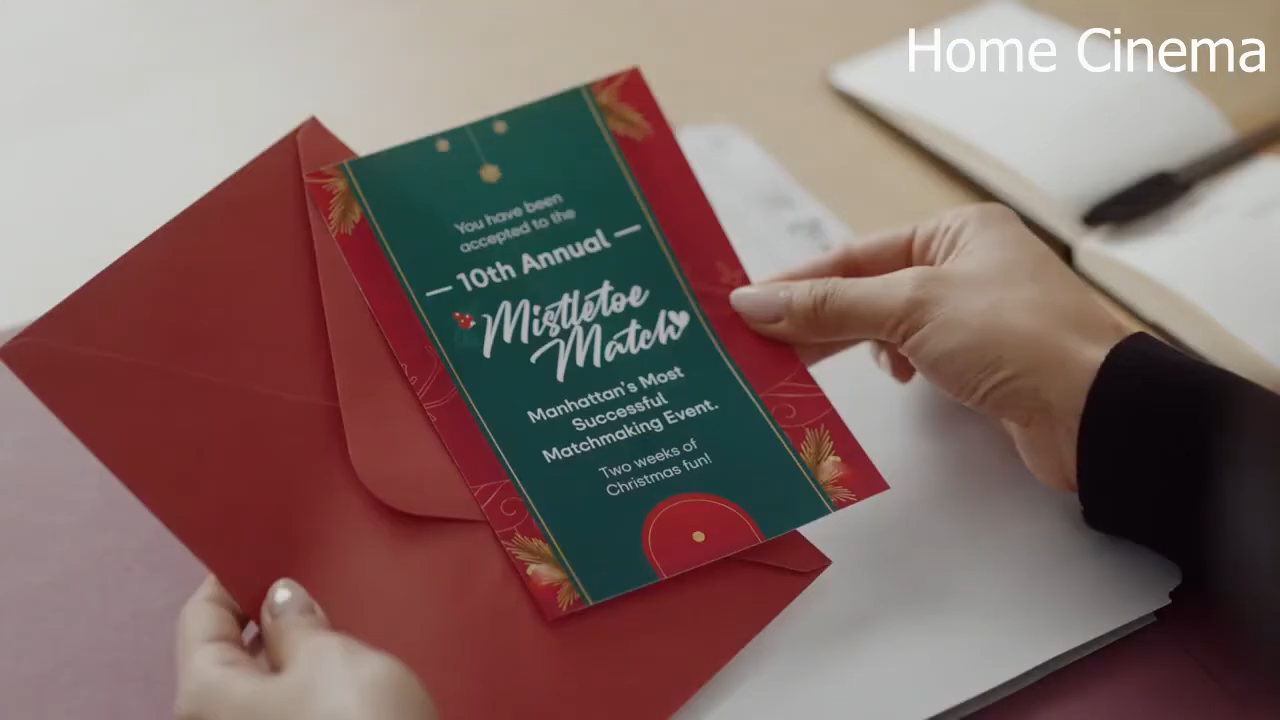 Home Cinema
You have been
accepted to the
10th Annual
Mistletoe
Match
Manhattan's Most
Successful
Matchmaking Event.
Two weeks of
Christmas fun!